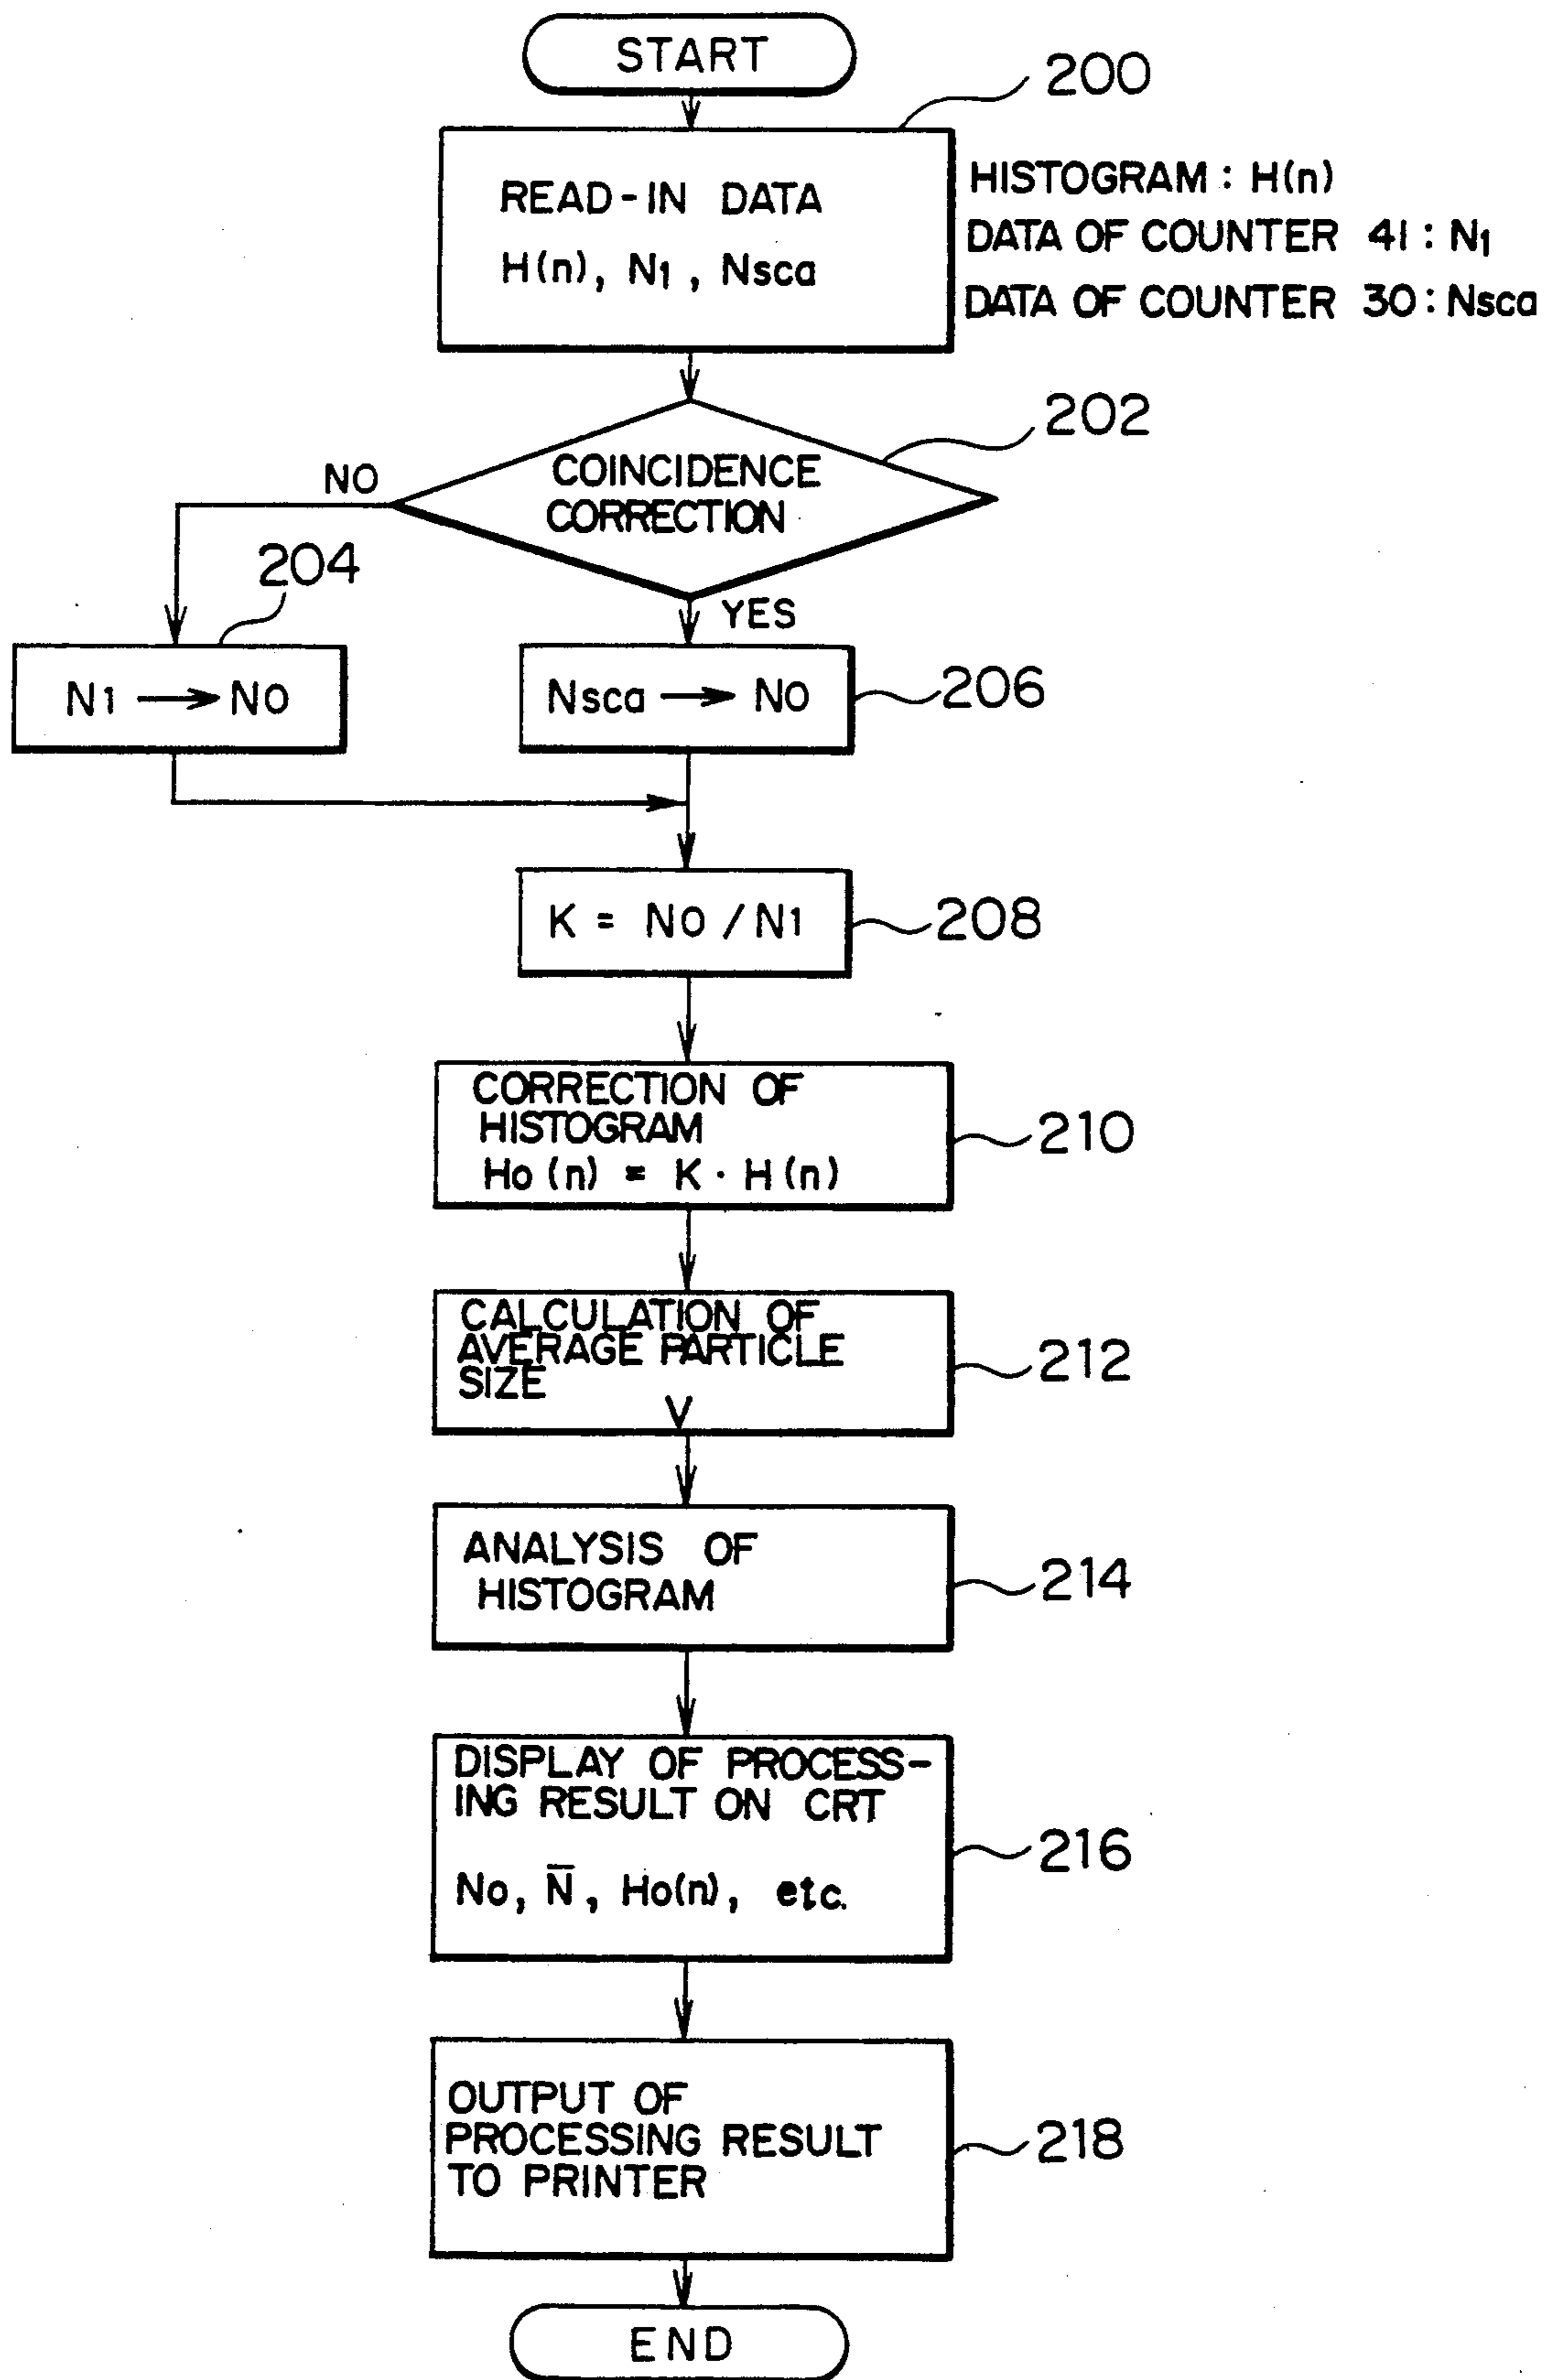 START
200
READ-IN DATA
H(n), N1, Nsca
HISTOGRAM : H(n)
DATA OF COUNTER 41 : N1
DATA OF COUNTER 30 : Nsca
202
COINCIDENCE
CORRECTION
NO
YES
204
N1 → N0
Nsca → N0
206
K = N0 / N1
208
CORRECTION OF
HISTOGRAM
Ho (n) = K · H (n)
210
CALCULATION OF
AVERAGE PARTICLE
SIZE
V
212
ANALYSIS OF
HISTOGRAM
214
DISPLAY OF PROCESS-
ING RESULT ON CRT
No, N̅, Ho(n), etc.
216
OUTPUT OF
PROCESSING RESULT
TO PRINTER
218
END